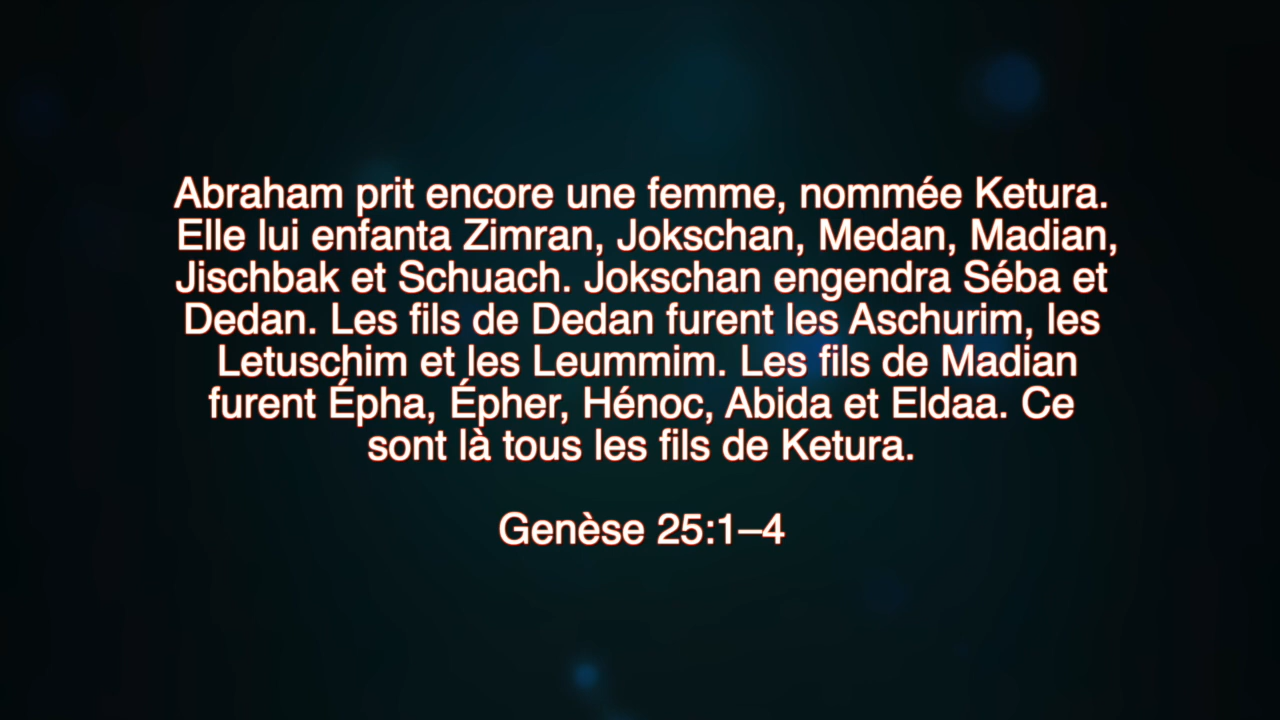 Abraham prit encore une femme, nommée Ketura.
Elle lui enfanta Zimran, Jokschan, Medan, Madian,
Jischbak et Schuach. Jokschan engendra Séba et
Dedan. Les fils de Dedan furent les Aschurim, les
Letuschim et les Leummim. Les fils de Madian
furent Épha, Épher, Hénoc, Abida et Eldaa. Ce
sont là tous les fils de Ketura.
Genèse 25:1–4